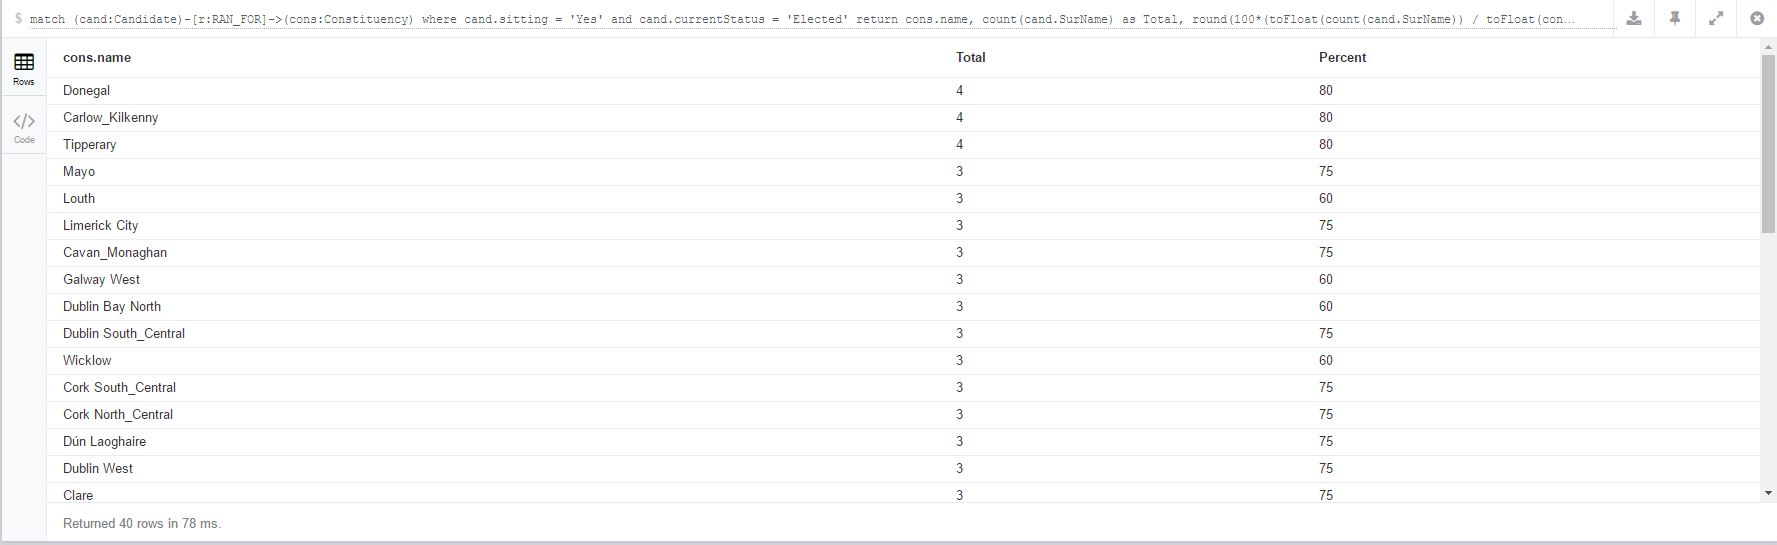 $ match (cand:Candidate)-[r:RAN_FOR]->(cons:Constituency) where cand.sitting = 'Yes' and cand.currentStatus = 'Elected' return cons.name, count(cand.SurName) as Total, round(100*(toFloat(count(cand.SurName)) / toFloat(con...
cons.name Total Percent
Rows
Donegal 4 80
Carlow_Kilkenny 4 80
Code
Tipperary 4 80
Mayo 3 75
Louth 3 60
Limerick City 3 75
Cavan_Monaghan 3 75
Galway West 3 60
Dublin Bay North 3 60
Dublin South_Central 3 75
Wicklow 3 60
Cork South_Central 3 75
Cork North_Central 3 75
Dún Laoghaire 3 75
Dublin West 3 75
Clare 3 75
Returned 40 rows in 78 ms.